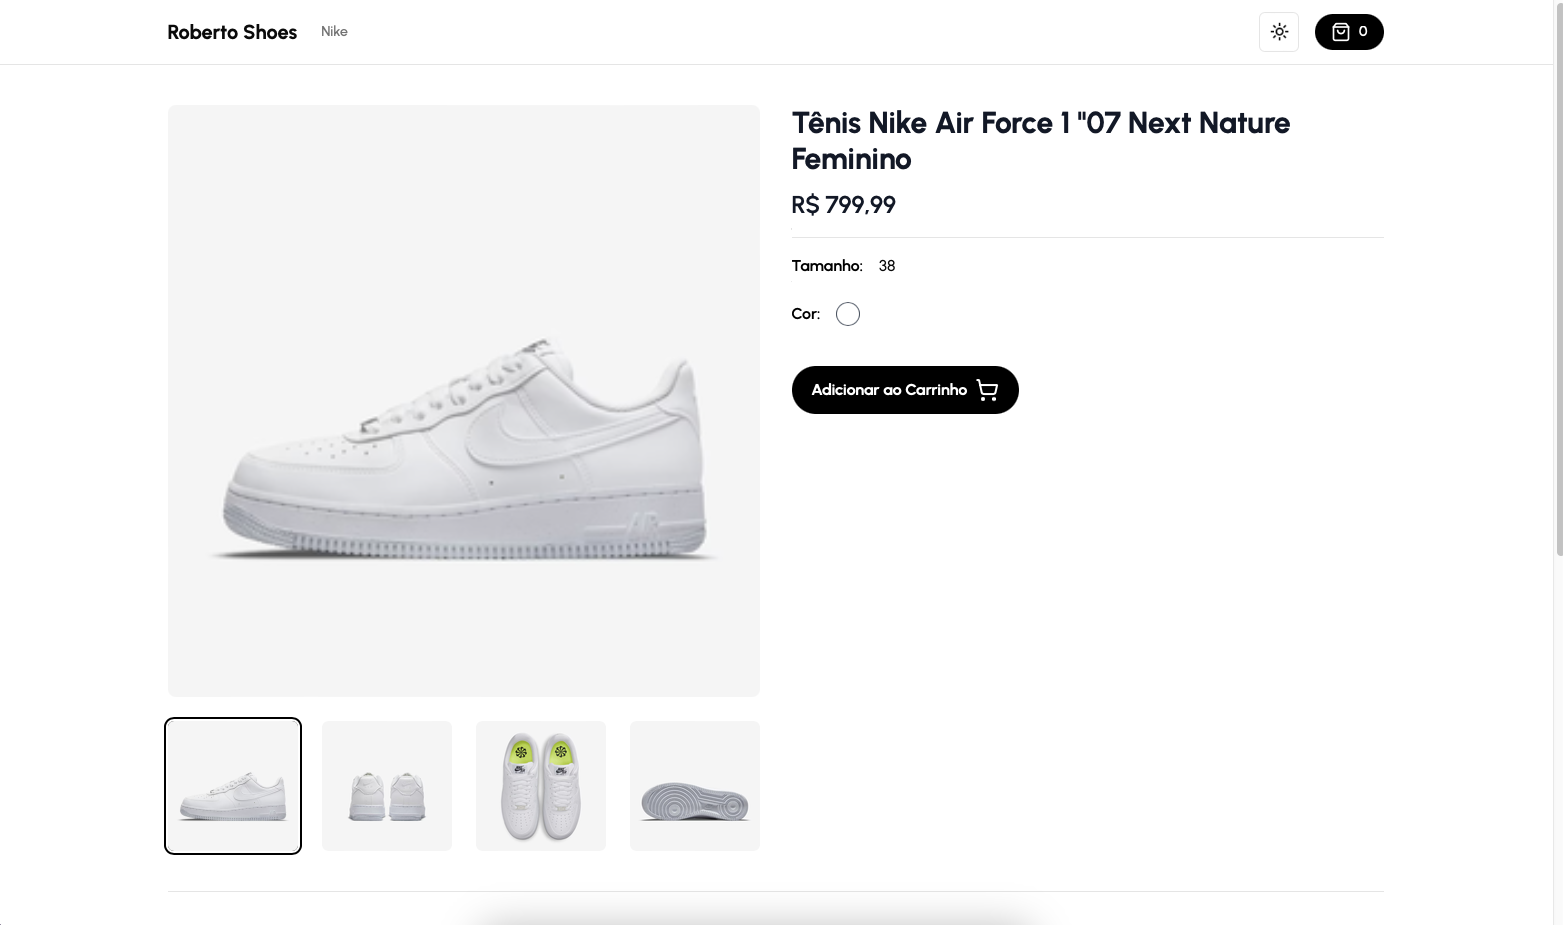 Roberto Shoes
Nike
0
Tênis Nike Air Force 1 "07 Next Nature
Feminino
R$ 799,99
Tamanho: 38
Cor:
Adicionar ao Carrinho
AIR